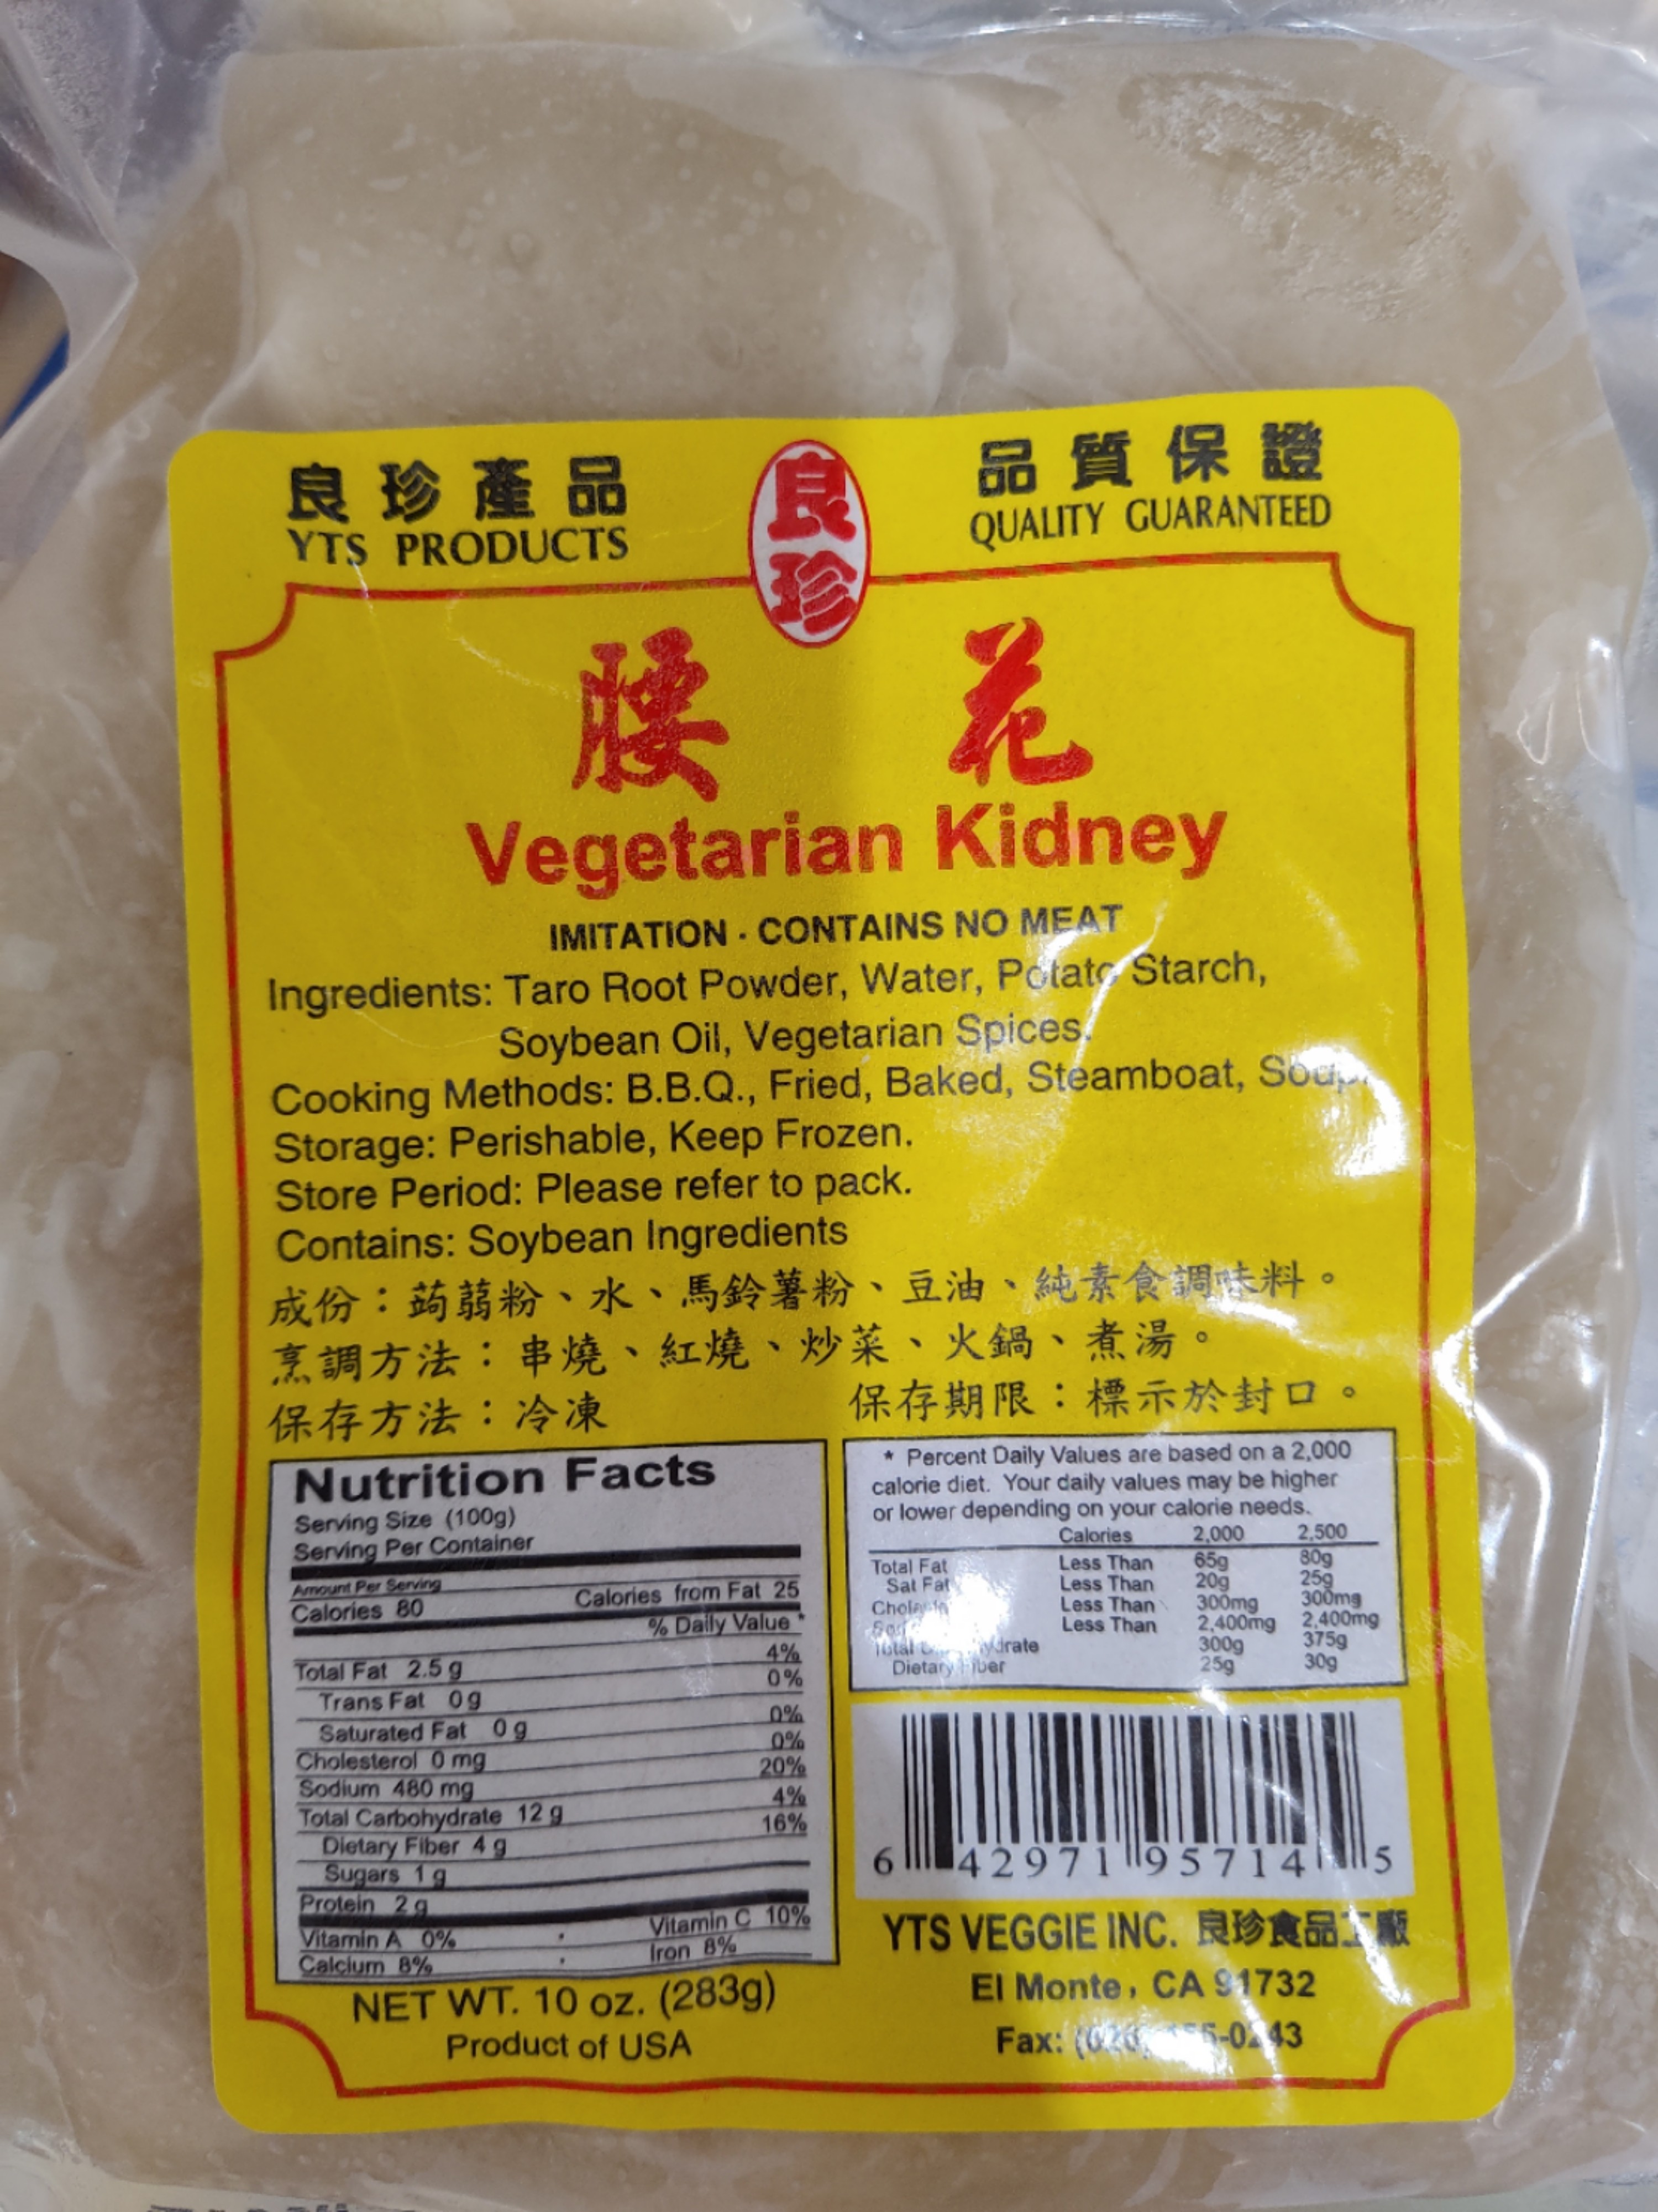 良珍產品
YTS PRODUCTS
良珍
品質保證
QUALITY GUARANTEED
腰花
Vegetarian Kidney
IMITATION · CONTAINS NO MEAT
Ingredients: Taro Root Powder, Water, Potato Starch,
Soybean Oil, Vegetarian Spices.
Cooking Methods: B.B.Q., Fried, Baked, Steamboat, Soup.
Storage: Perishable, Keep Frozen.
Store Period: Please refer to pack.
Contains: Soybean Ingredients
成份：蒟蒻粉、水、馬鈴薯粉、豆油、純素食調味料。
烹調方法：串燒、紅燒、炒菜、火鍋、煮湯。
保存方法：冷凍 保存期限：標示於封口。
Nutrition Facts
Serving Size (100g)
Serving Per Container
Amount Per Serving
Calories 80 Calories from Fat 25
% Daily Value *
Total Fat 2.5 g 4%
Trans Fat 0 g 0%
Saturated Fat 0 g 0%
Cholesterol 0 mg 0%
Sodium 480 mg 20%
Total Carbohydrate 12 g 4%
Dietary Fiber 4 g 16%
Sugars 1 g
Protein 2 g
Vitamin A 0% · Vitamin C 10%
Calcium 8% · Iron 8%
NET WT. 10 oz. (283g)
Product of USA
* Percent Daily Values are based on a 2,000
calorie diet. Your daily values may be higher
or lower depending on your calorie needs.
Calories 2,000 2,500
Total Fat Less Than 65g 80g
Sat Fat Less Than 20g 25g
Less Than 300mg 300mg
Less Than 2,400mg 2,400mg
Total 300g 375g
Dietary Fiber 25g 30g
6 42971 95714 5
YTS VEGGIE INC. 良珍食品工廠
El Monte, CA 91732
Fax: